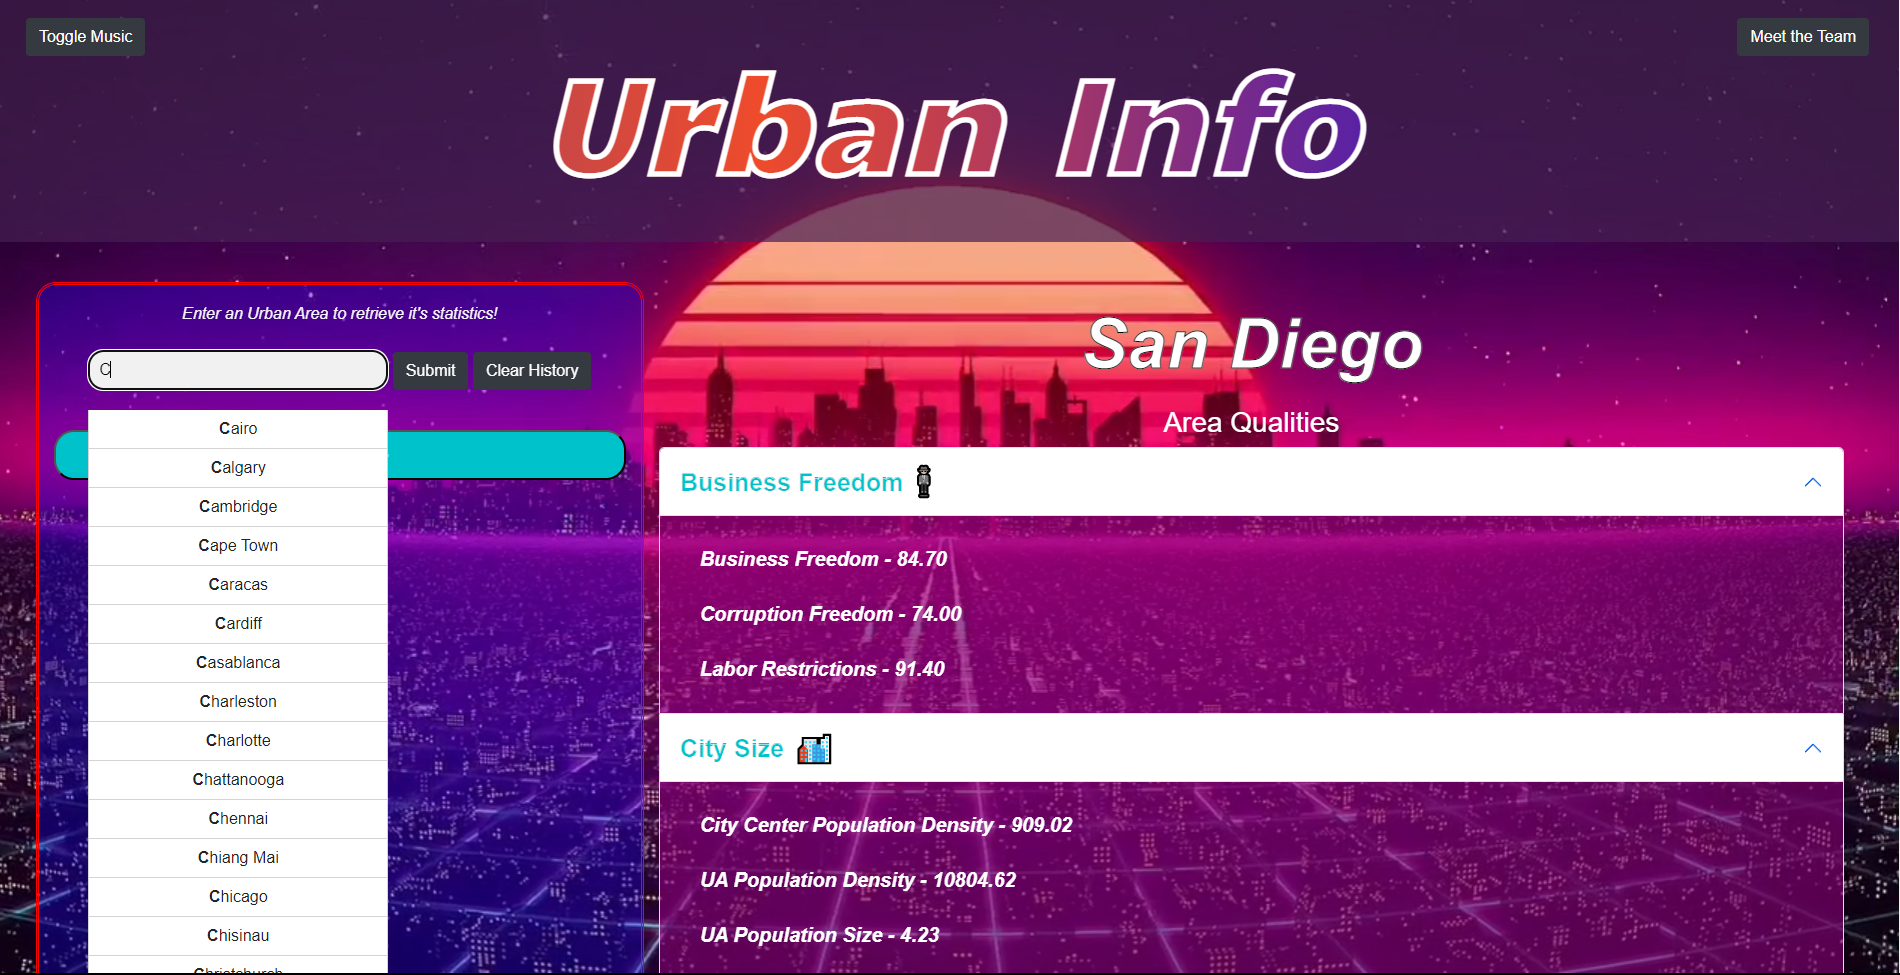 Toggle Music
Meet the Team
Urban Info
Enter an Urban Area to retrieve it's statistics!
C
Submit
Clear History
Cairo
Calgary
Cambridge
Cape Town
Caracas
Cardiff
Casablanca
Charleston
Charlotte
Chattanooga
Chennai
Chiang Mai
Chicago
Chisinau
Christchurch
San Diego
Area Qualities
Business Freedom
Business Freedom - 84.70
Corruption Freedom - 74.00
Labor Restrictions - 91.40
City Size
City Center Population Density - 909.02
UA Population Density - 10804.62
UA Population Size - 4.23